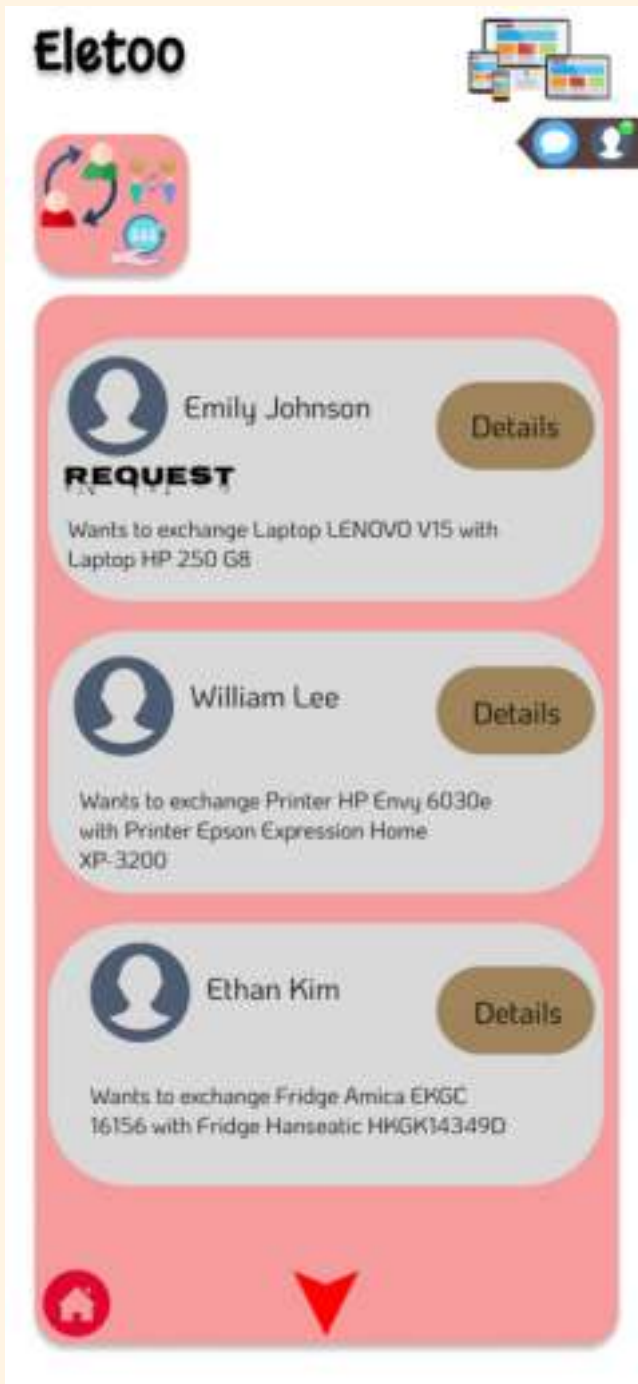 Eletoo
Emily Johnson
Details
REQUEST
Wants to exchange Laptop LENOVO V15 with
Laptop HP 250 G8
William Lee
Details
Wants to exchange Printer HP Envy 6030e
with Printer Epson Expression Home
XP-3200
Ethan Kim
Details
Wants to exchange Fridge Amica EKGC
16156 with Fridge Hanseatic HKGK14349D